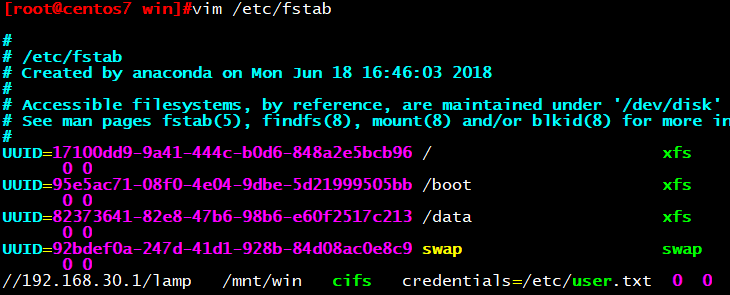 [root@centos7 win]#vim /etc/fstab
#
# /etc/fstab
# Created by anaconda on Mon Jun 18 16:46:03 2018
#
# Accessible filesystems, by reference, are maintained under '/dev/disk'
# See man pages fstab(5), findfs(8), mount(8) and/or blkid(8) for more in
#
UUID=17100dd9-9a41-444c-b0d6-848a2e5bcb96 / xfs
0 0
UUID=95e5ac71-08f0-4e04-9dbe-5d21999505bb /boot xfs
0 0
UUID=82373641-82e8-47b6-98b6-e60f2517c213 /data xfs
0 0
UUID=92bdef0a-247d-41d1-928b-84d08ac0e8c9 swap swap
0 0
//192.168.30.1/lamp /mnt/win cifs credentials=/etc/user.txt 0 0